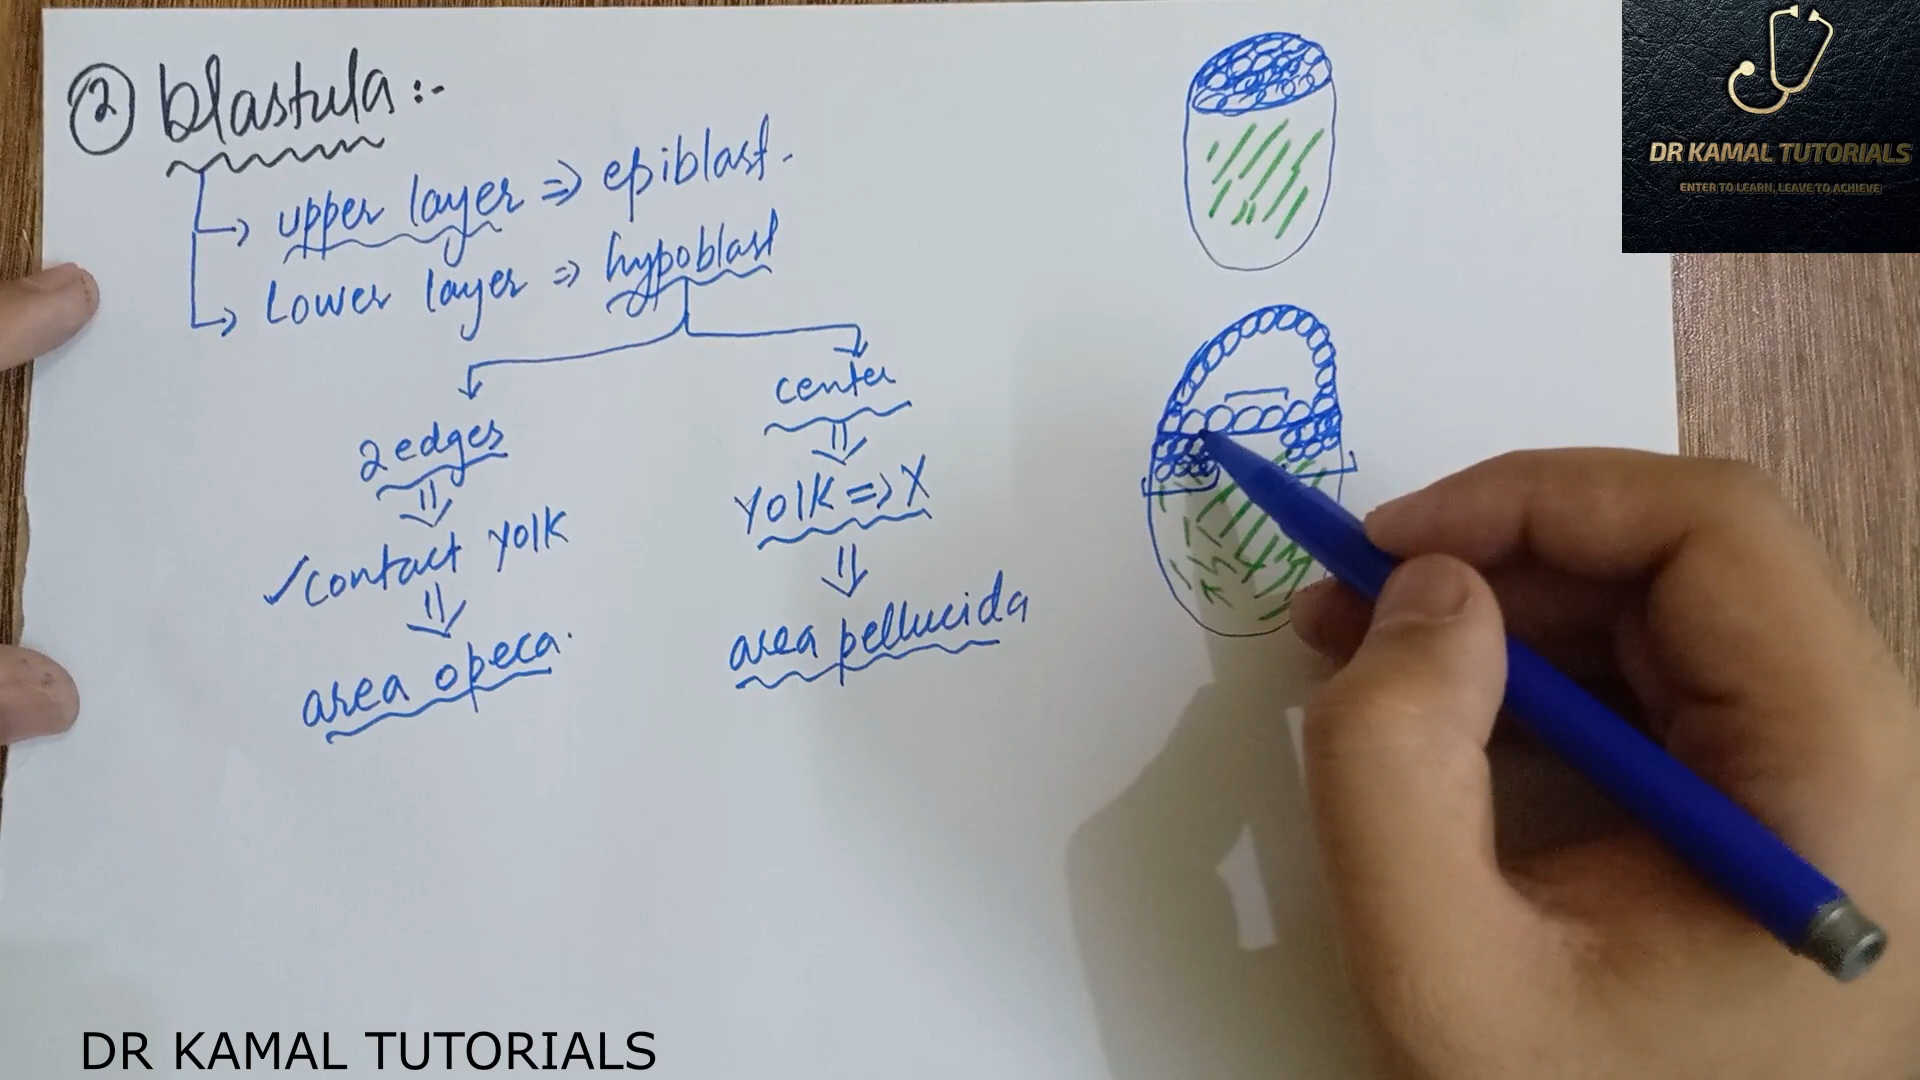 ② blastula :-
upper layer => epiblast.
Lower layer => hypoblast
2 edges
center
✓contact yolk
yolk => X
area opeca.
area pellucida
DR KAMAL TUTORIALS
ENTER TO LEARN, LEAVE TO ACHIEVE
DR KAMAL TUTORIALS